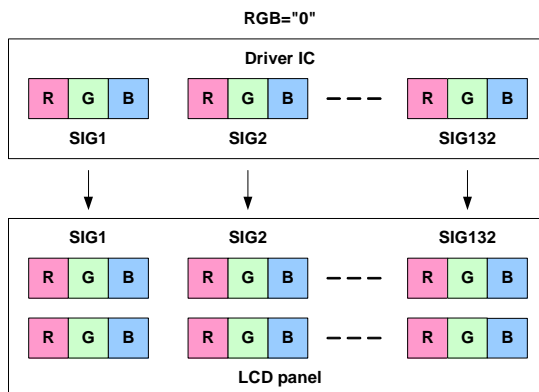 RGB="0"
Driver IC
R G B R G B R G B
SIG1 SIG2 SIG132
SIG1 SIG2 SIG132
R G B R G B R G B
R G B R G B R G B
LCD panel